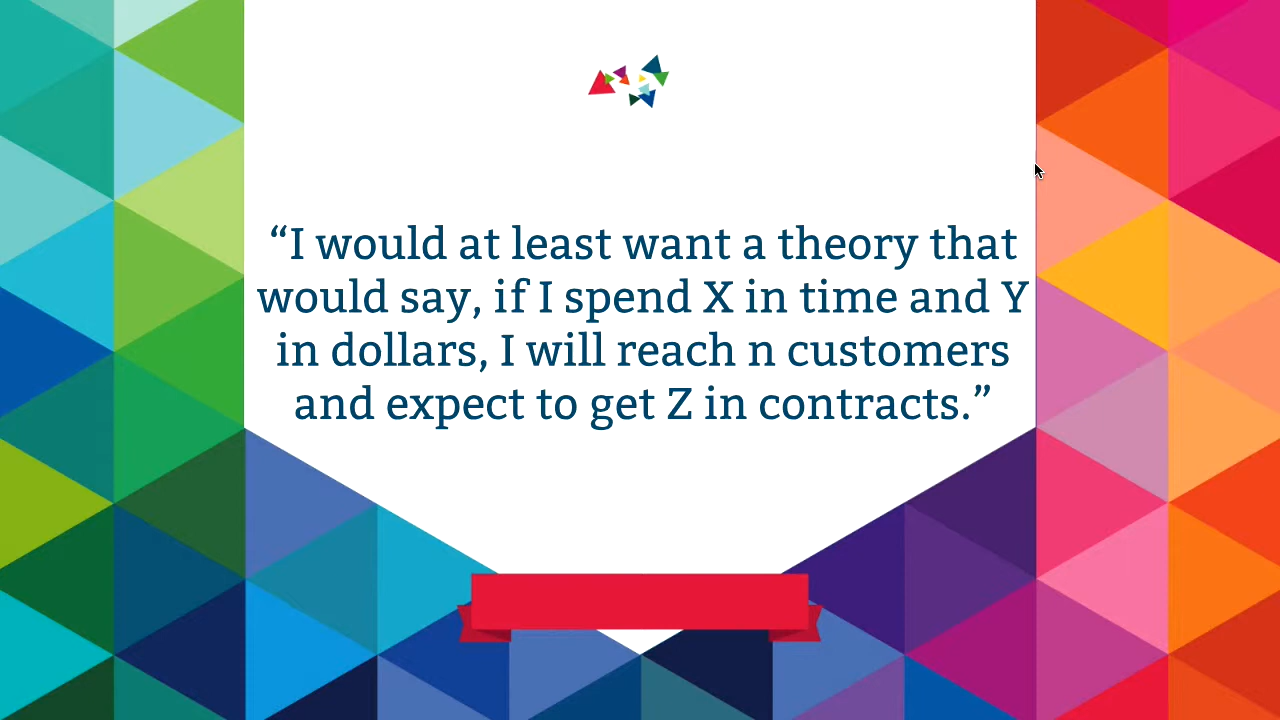 “I would at least want a theory that
would say, if I spend X in time and Y
in dollars, I will reach n customers
and expect to get Z in contracts.”